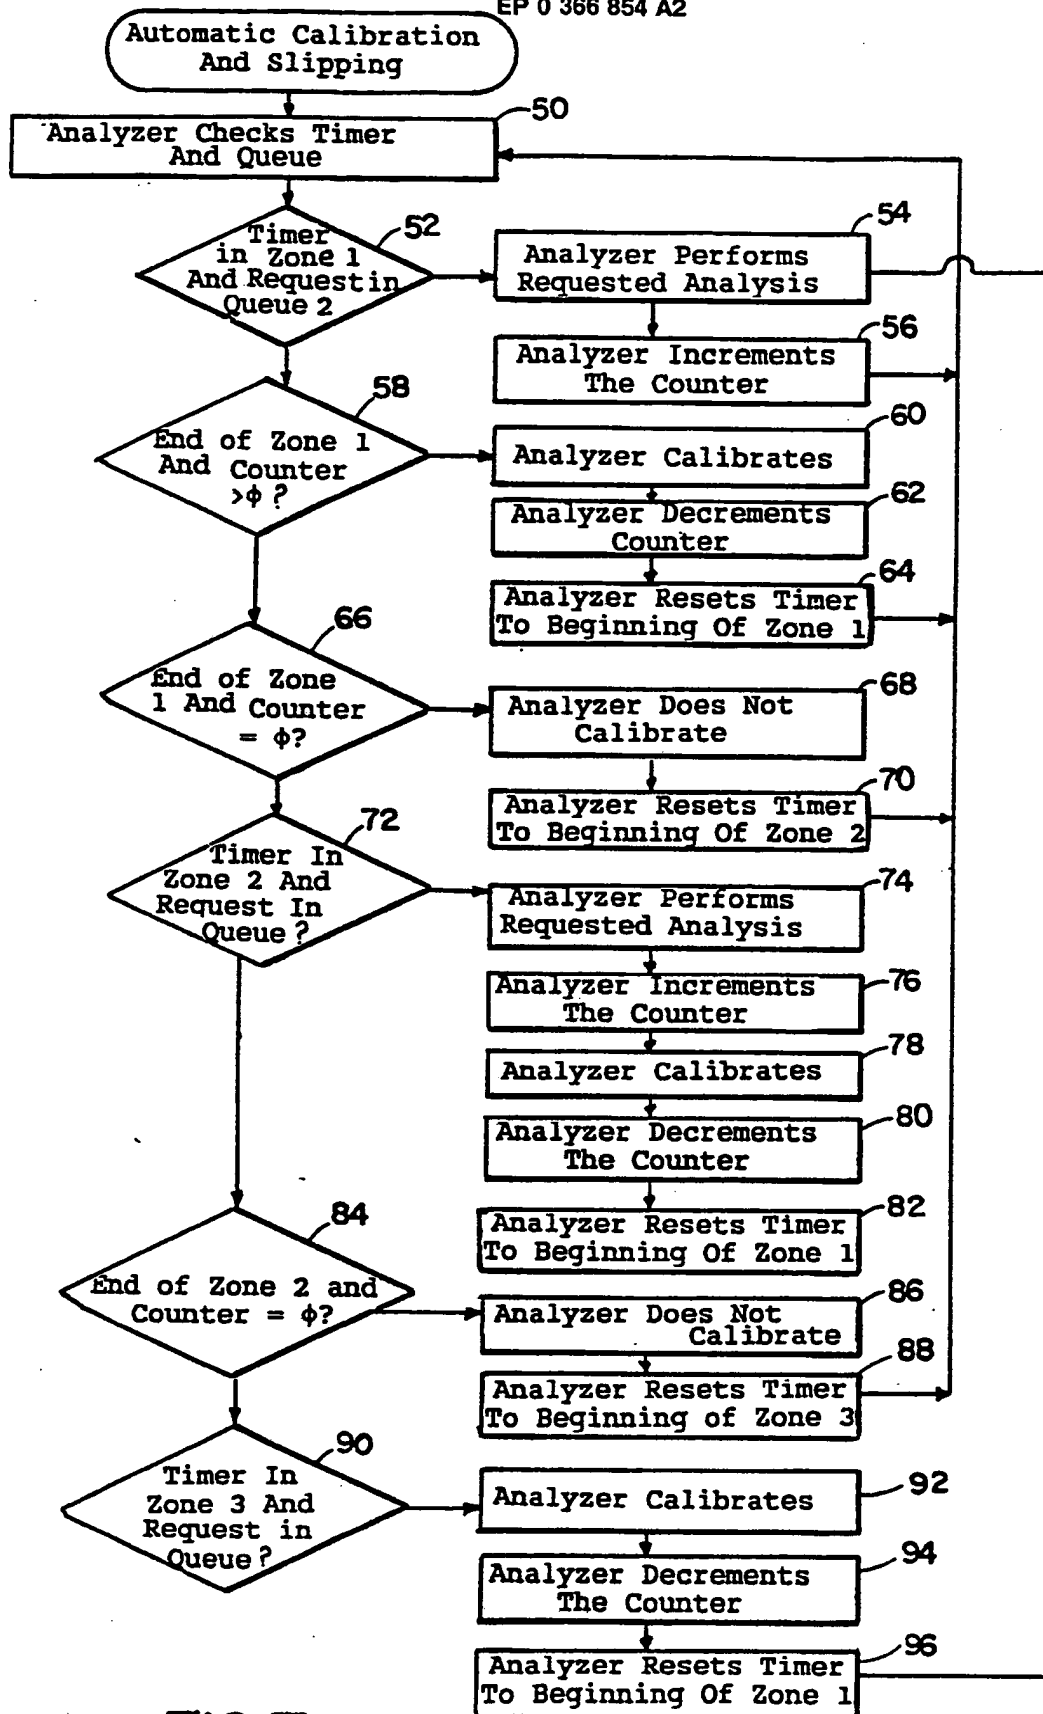 EP 0 366 854 A2
Automatic Calibration
And Slipping
50
Analyzer Checks Timer
And Queue
52
Timer
in Zone 1
And Request in
Queue 2
54
Analyzer Performs
Requested Analysis
56
Analyzer Increments
The Counter
58
End of Zone 1
And Counter
>ϕ ?
60
Analyzer Calibrates
62
Analyzer Decrements
Counter
64
Analyzer Resets Timer
To Beginning Of Zone 1
66
End of Zone
1 And Counter
= ϕ?
68
Analyzer Does Not
Calibrate
70
Analyzer Resets Timer
To Beginning Of Zone 2
72
Timer In
Zone 2 And
Request In
Queue ?
74
Analyzer Performs
Requested Analysis
76
Analyzer Increments
The Counter
78
Analyzer Calibrates
80
Analyzer Decrements
The Counter
82
Analyzer Resets Timer
To Beginning Of Zone 1
84
End of Zone 2 and
Counter = ϕ?
86
Analyzer Does Not
Calibrate
88
Analyzer Resets Timer
To Beginning of Zone 3
90
Timer In
Zone 3 And
Request in
Queue ?
92
Analyzer Calibrates
94
Analyzer Decrements
The Counter
96
Analyzer Resets Timer
To Beginning Of Zone 1